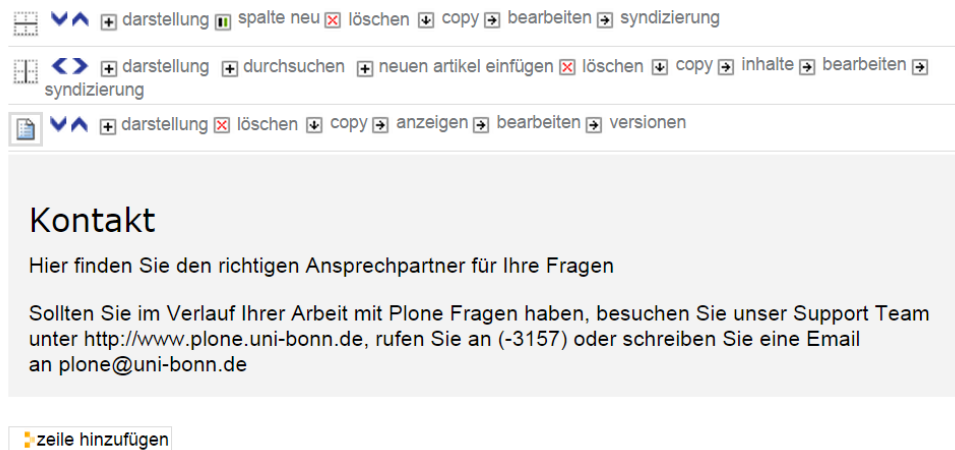 darstellung spalte neu löschen copy bearbeiten syndizierung
darstellung durchsuchen neuen artikel einfügen löschen copy inhalte bearbeiten
syndizierung
darstellung löschen copy anzeigen bearbeiten versionen
Kontakt
Hier finden Sie den richtigen Ansprechpartner für Ihre Fragen
Sollten Sie im Verlauf Ihrer Arbeit mit Plone Fragen haben, besuchen Sie unser Support Team
unter http://www.plone.uni-bonn.de, rufen Sie an (-3157) oder schreiben Sie eine Email
an plone@uni-bonn.de
zeile hinzufügen